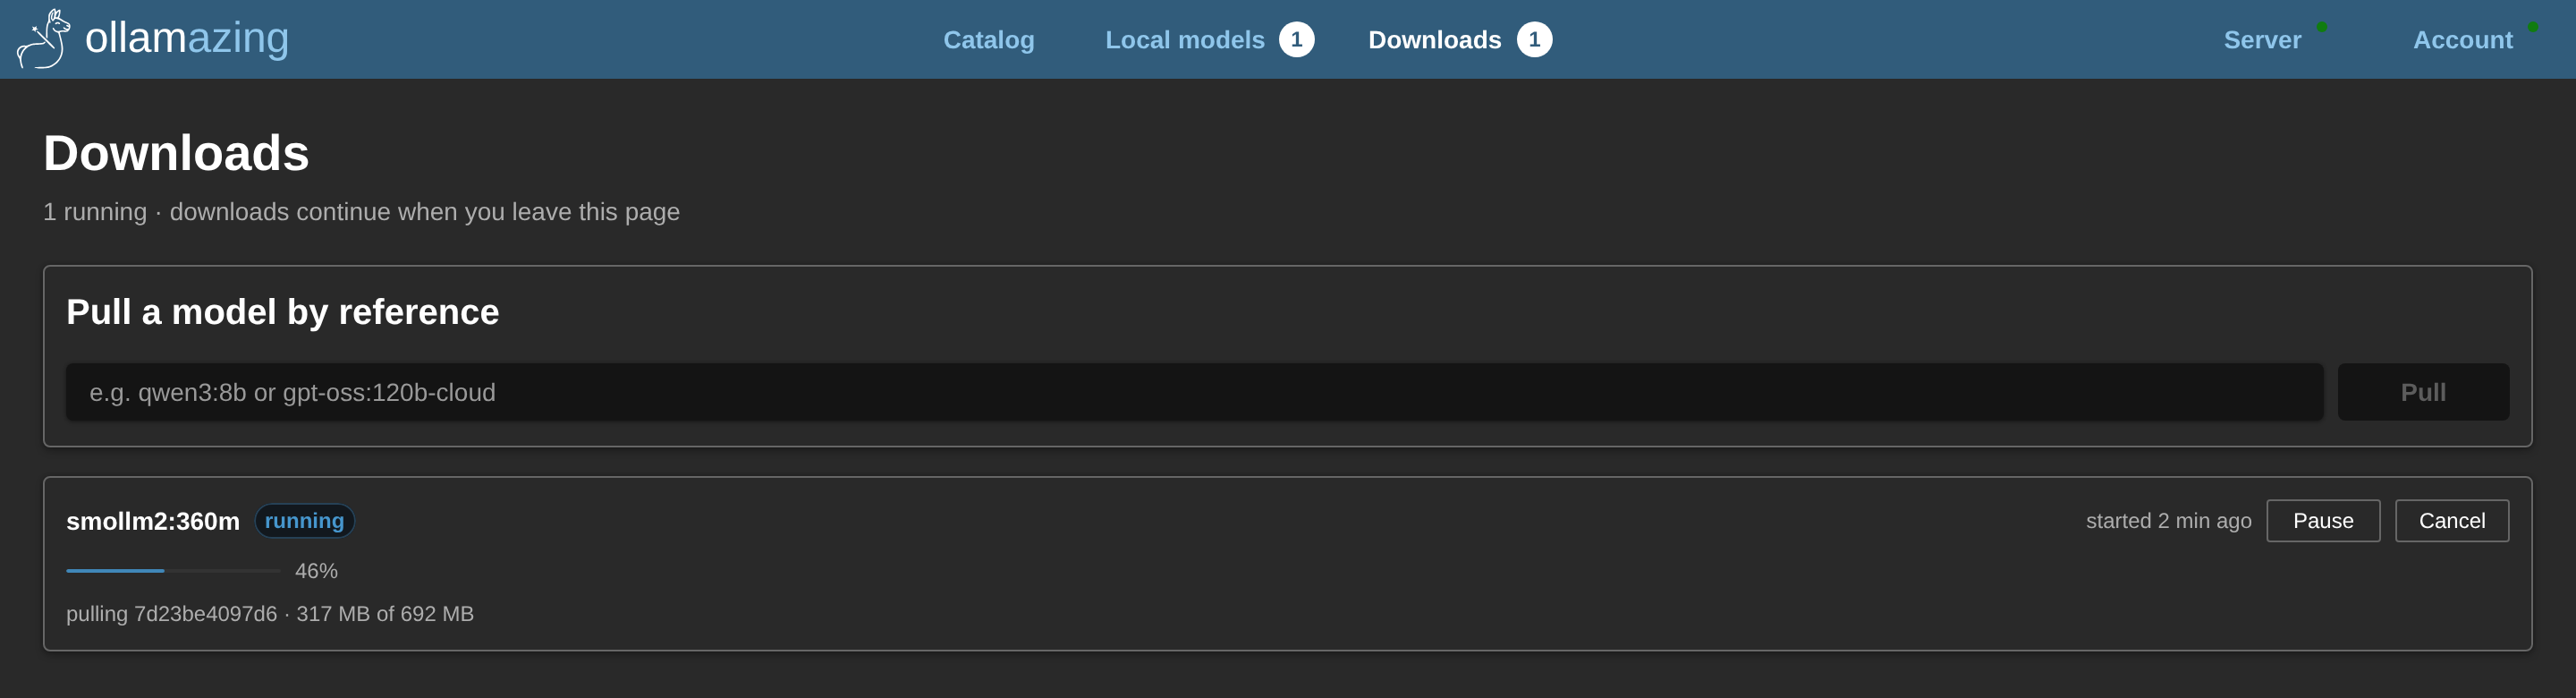 ollamazing
Catalog
Local models 1
Downloads 1
Server
Account
Downloads
1 running · downloads continue when you leave this page
Pull a model by reference
e.g. qwen3:8b or gpt-oss:120b-cloud
Pull
smollm2:360m running
started 2 min ago
Pause
Cancel
46%
pulling 7d23be4097d6 · 317 MB of 692 MB